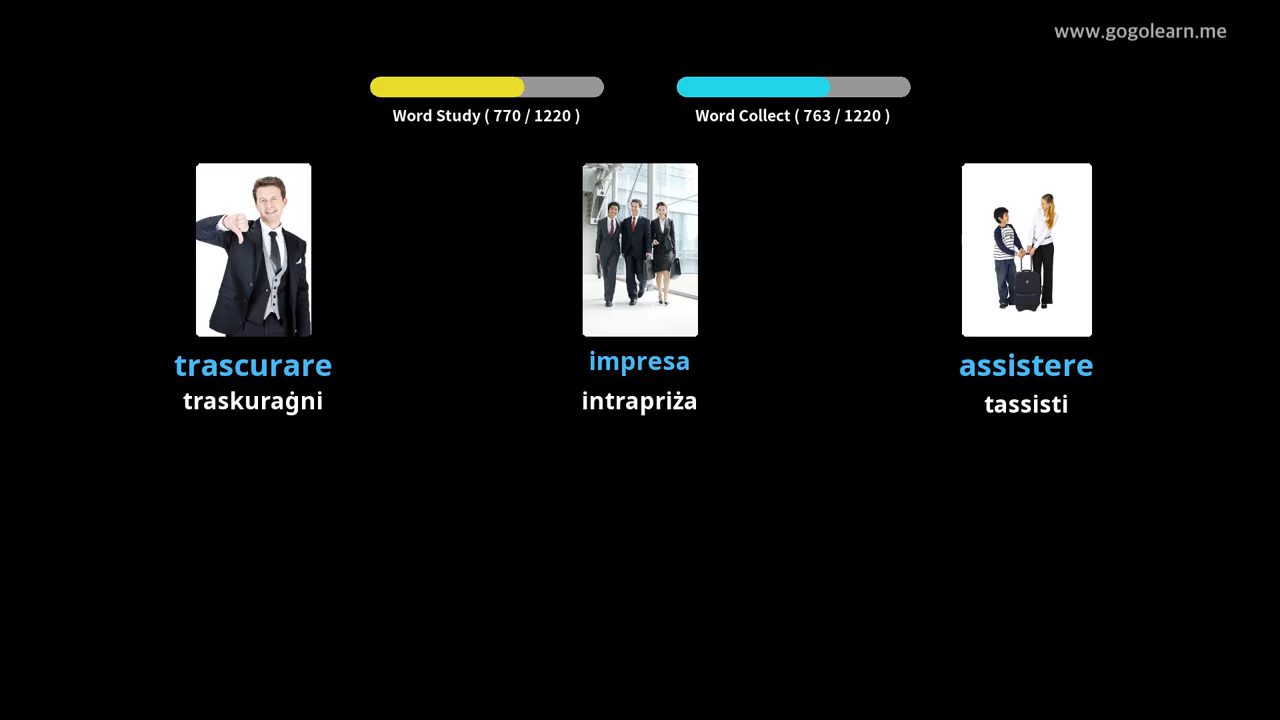 www.gogolearn.me
Word Study ( 770 / 1220 )
Word Collect ( 763 / 1220 )
trascurare
traskuraġni
impresa
intrapriża
assistere
tassisti